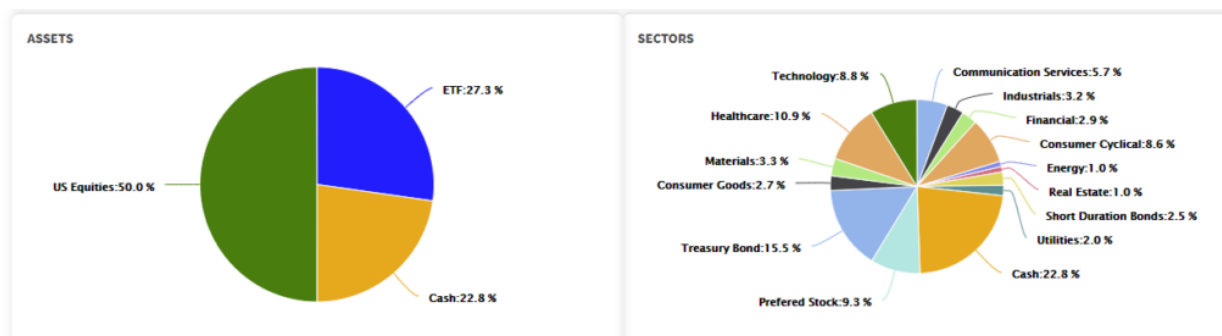 ASSETS
ETF:27.3 %
US Equities:50.0 %
Cash:22.8 %
SECTORS
Communication Services:5.7 %
Technology:8.8 %
Industrials:3.2 %
Healthcare:10.9 %
Financial:2.9 %
Consumer Cyclical:8.6 %
Materials:3.3 %
Energy:1.0 %
Consumer Goods:2.7 %
Real Estate:1.0 %
Short Duration Bonds:2.5 %
Utilities:2.0 %
Treasury Bond:15.5 %
Cash:22.8 %
Prefered Stock:9.3 %